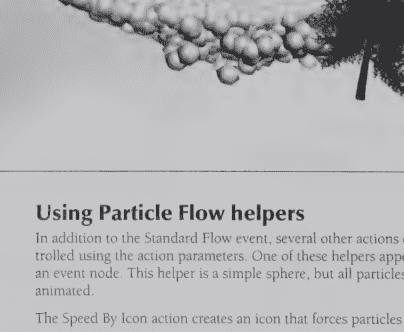 Using Particle Flow helpers
In addition to the Standard Flow event, several other actions
trolled using the action parameters. One of these helpers
an event node. This helper is a simple sphere, but all particles
animated.
The Speed By Icon action creates an icon that forces particles